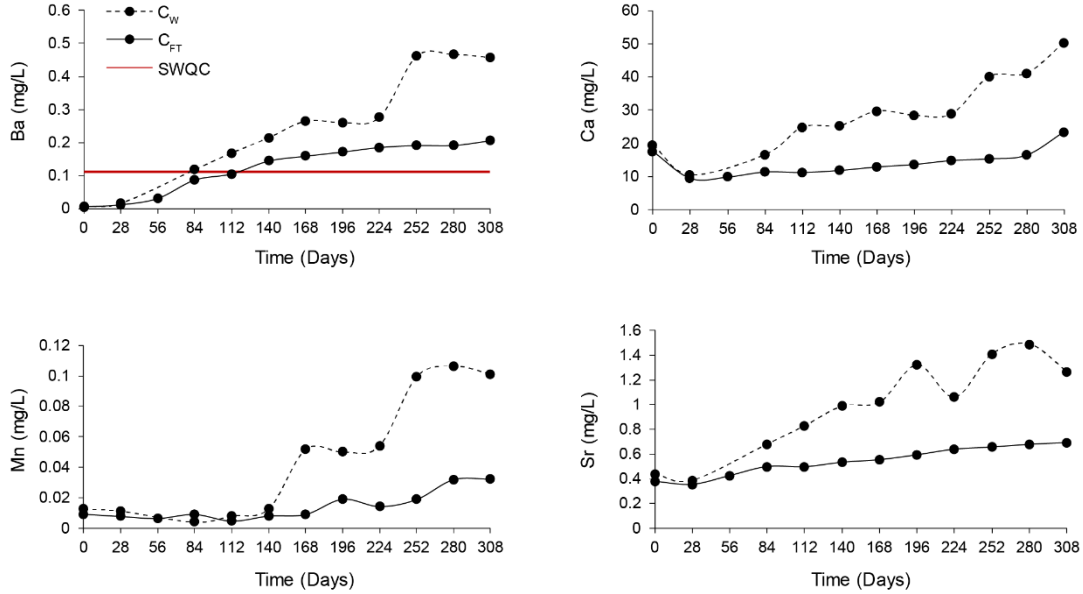 0.6
0.5
0.4
0.3
0.2
0.1
0
Ba (mg/L)
C_W
C_FT
SWQC
0 28 56 84 112 140 168 196 224 252 280 308
Time (Days)
60
50
40
30
20
10
0
Ca (mg/L)
0 28 56 84 112 140 168 196 224 252 280 308
Time (Days)
0.12
0.1
0.08
0.06
0.04
0.02
0
Mn (mg/L)
0 28 56 84 112 140 168 196 224 252 280 308
Time (Days)
1.6
1.4
1.2
1
0.8
0.6
0.4
0.2
0
Sr (mg/L)
0 28 56 84 112 140 168 196 224 252 280 308
Time (Days)